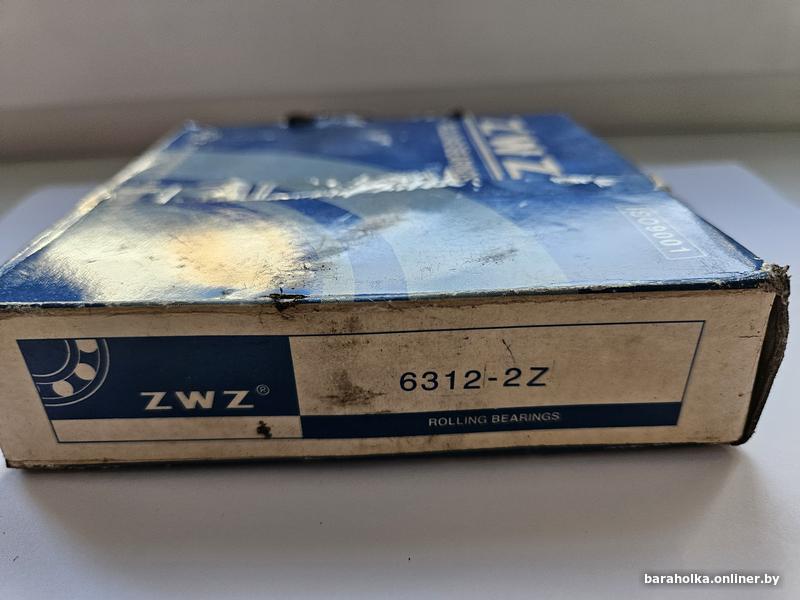 ZWZ
ISO9001
ZWZ®
6312-2Z
ROLLING BEARINGS
baraholka.onliner.by